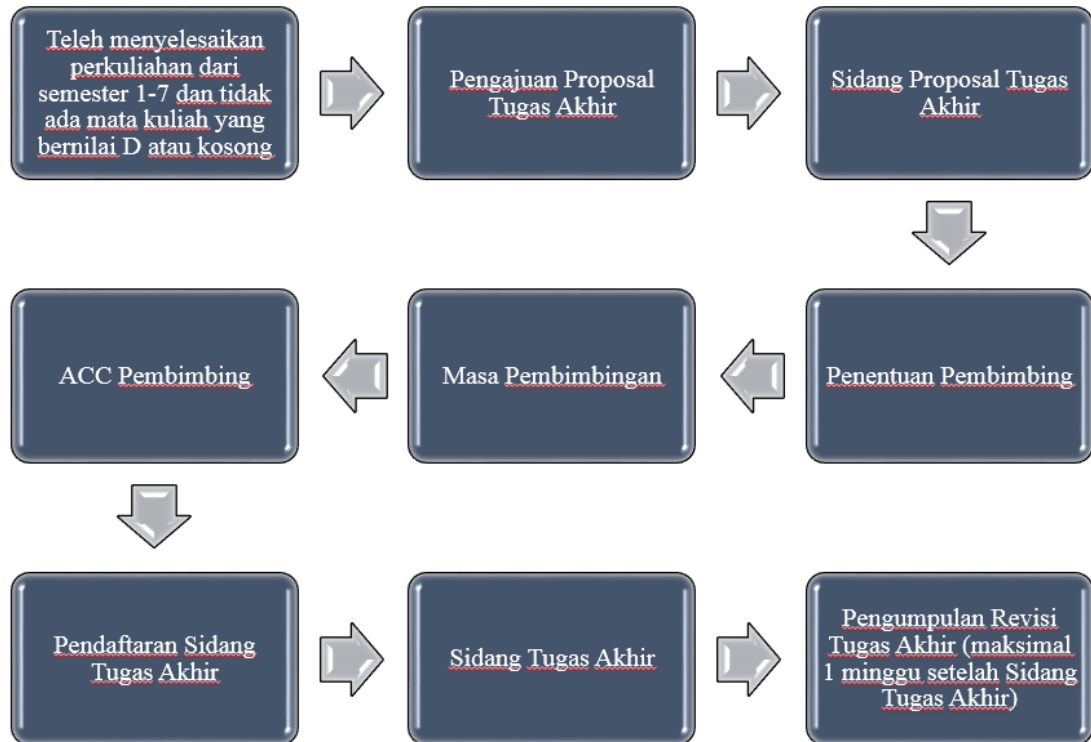 Teleh menyelesaikan
perkuliahan dari
semester 1-7 dan tidak
ada mata kuliah yang
bernilai D atau kosong
Pengajuan Proposal
Tugas Akhir
Sidang Proposal Tugas
Akhir
Penentuan Pembimbing
Masa Pembimbingan
ACC Pembimbing
Pendaftaran Sidang
Tugas Akhir
Sidang Tugas Akhir
Pengumpulan Revisi
Tugas Akhir (maksimal
1 minggu setelah Sidang
Tugas Akhir)